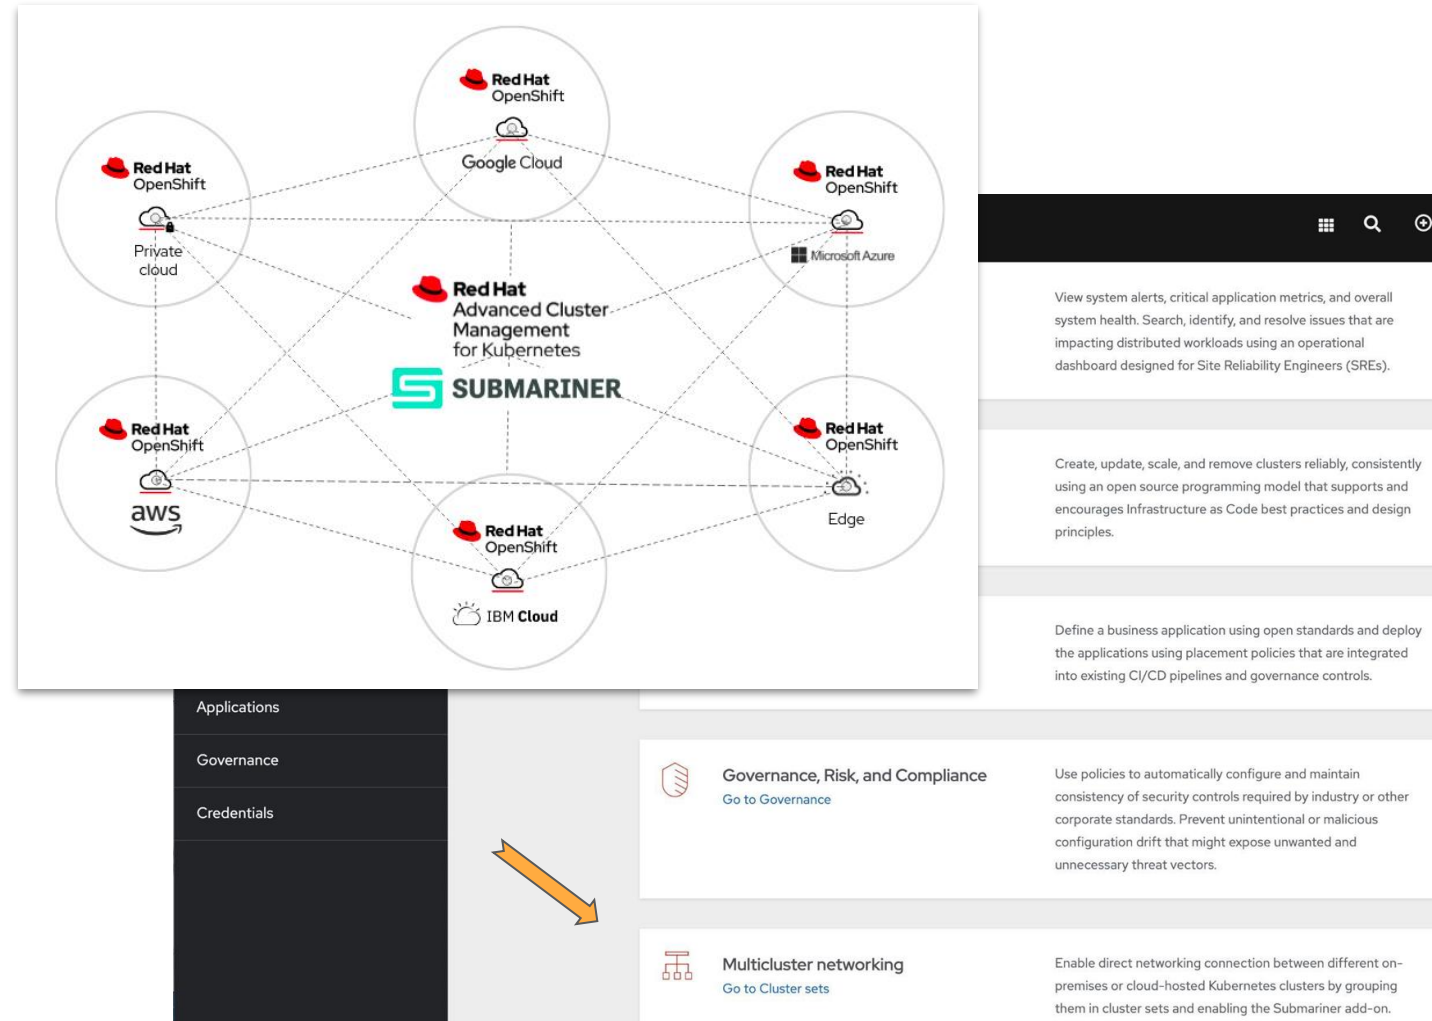 Red Hat
OpenShift
Google Cloud
Red Hat
OpenShift
Private
cloud
Red Hat
OpenShift
Microsoft Azure
Red Hat
Advanced Cluster
Management
for Kubernetes
SUBMARINER
Red Hat
OpenShift
aws
Red Hat
OpenShift
Edge
Red Hat
OpenShift
IBM Cloud
View system alerts, critical application metrics, and overall
system health. Search, identify, and resolve issues that are
impacting distributed workloads using an operational
dashboard designed for Site Reliability Engineers (SREs).
Create, update, scale, and remove clusters reliably, consistently
using an open source programming model that supports and
encourages Infrastructure as Code best practices and design
principles.
Define a business application using open standards and deploy
the applications using placement policies that are integrated
into existing CI/CD pipelines and governance controls.
Applications
Governance
Credentials
Governance, Risk, and Compliance
Go to Governance
Use policies to automatically configure and maintain
consistency of security controls required by industry or other
corporate standards. Prevent unintentional or malicious
configuration drift that might expose unwanted and
unnecessary threat vectors.
Multicluster networking
Go to Cluster sets
Enable direct networking connection between different on-
premises or cloud-hosted Kubernetes clusters by grouping
them in cluster sets and enabling the Submariner add-on.